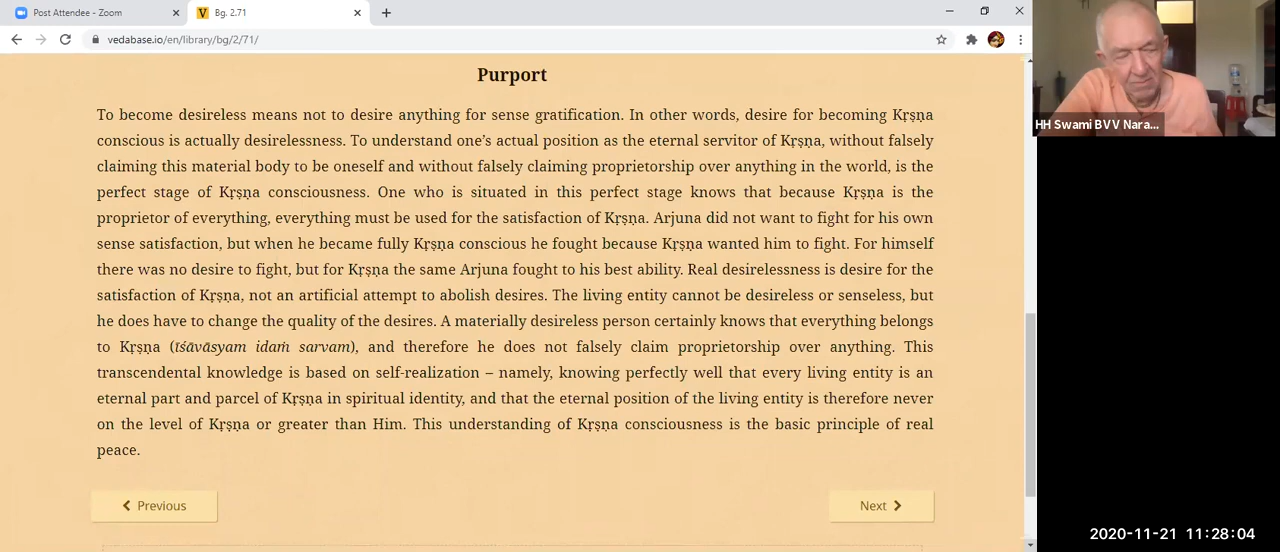 Post Attendee - Zoom
Bg. 2.71
vedabase.io/en/library/bg/2/71/
Purport
To become desireless means not to desire anything for sense gratification. In other words, desire for becoming Kṛṣṇa
conscious is actually desirelessness. To understand one’s actual position as the eternal servitor of Kṛṣṇa, without falsely
claiming this material body to be oneself and without falsely claiming proprietorship over anything in the world, is the
perfect stage of Kṛṣṇa consciousness. One who is situated in this perfect stage knows that because Kṛṣṇa is the
proprietor of everything, everything must be used for the satisfaction of Kṛṣṇa. Arjuna did not want to fight for his own
sense satisfaction, but when he became fully Kṛṣṇa conscious he fought because Kṛṣṇa wanted him to fight. For himself
there was no desire to fight, but for Kṛṣṇa the same Arjuna fought to his best ability. Real desirelessness is desire for the
satisfaction of Kṛṣṇa, not an artificial attempt to abolish desires. The living entity cannot be desireless or senseless, but
he does have to change the quality of the desires. A materially desireless person certainly knows that everything belongs
to Kṛṣṇa (īśāvāsyam idaṁ sarvam), and therefore he does not falsely claim proprietorship over anything. This
transcendental knowledge is based on self-realization – namely, knowing perfectly well that every living entity is an
eternal part and parcel of Kṛṣṇa in spiritual identity, and that the eternal position of the living entity is therefore never
on the level of Kṛṣṇa or greater than Him. This understanding of Kṛṣṇa consciousness is the basic principle of real
peace.
Previous
Next
HH Swami BVV Nara...
2020-11-21 11:28:04